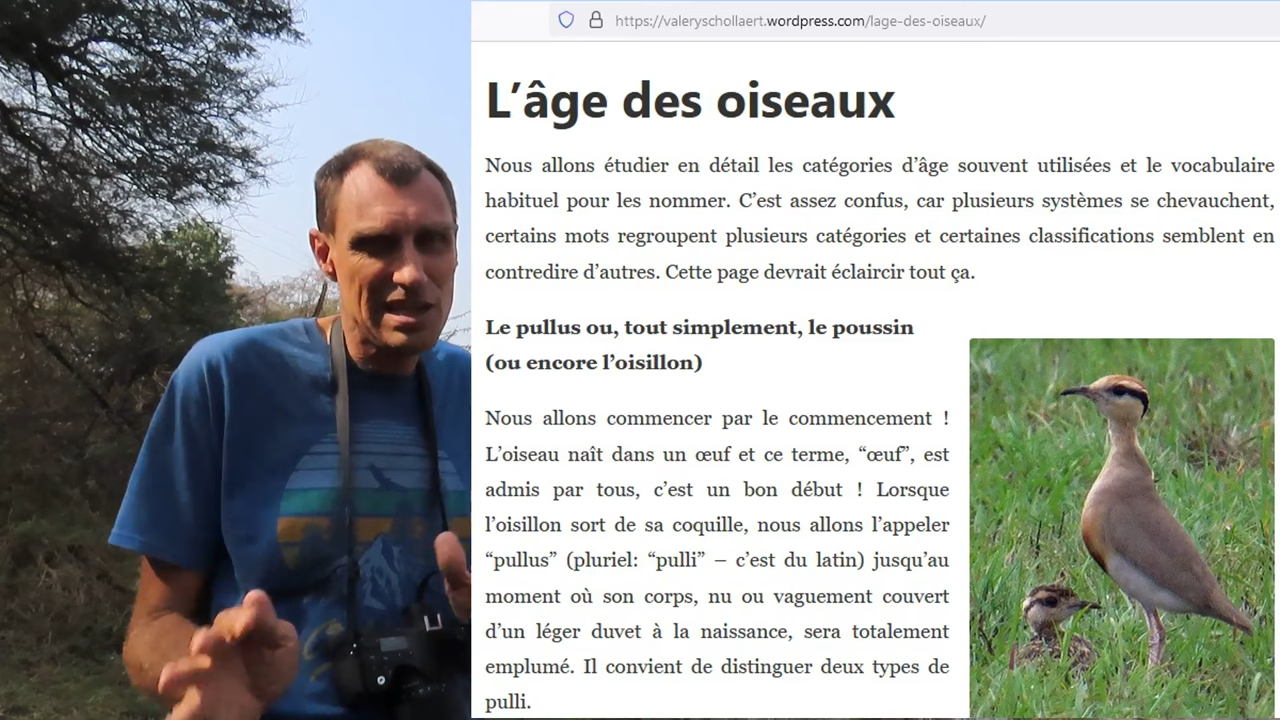 https://valeryschollaert.wordpress.com/lage-des-oiseaux/
L’âge des oiseaux
Nous allons étudier en détail les catégories d’âge souvent utilisées et le vocabulaire
habituel pour les nommer. C’est assez confus, car plusieurs systèmes se chevauchent,
certains mots regroupent plusieurs catégories et certaines classifications semblent en
contredire d’autres. Cette page devrait éclaircir tout ça.
Le pullus ou, tout simplement, le poussin
(ou encore l’oisillon)
Nous allons commencer par le commencement !
L’oiseau naît dans un œuf et ce terme, “œuf”, est
admis par tous, c’est un bon début ! Lorsque
l’oisillon sort de sa coquille, nous allons l’appeler
“pullus” (pluriel: “pulli” – c’est du latin) jusqu’au
moment où son corps, nu ou vaguement couvert
d’un léger duvet à la naissance, sera totalement
emplumé. Il convient de distinguer deux types de
pulli.